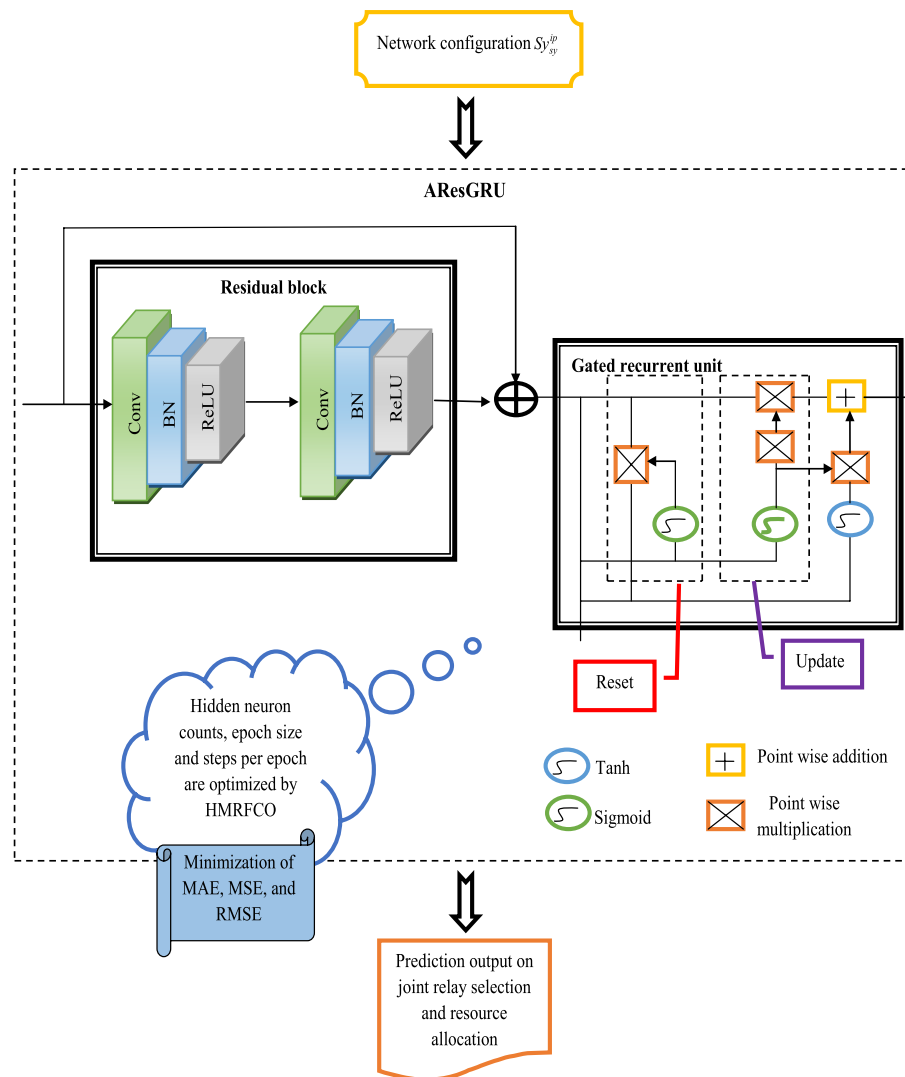 Network configuration Sy_{sy}^{ip}
AResGRU
Residual block
Conv
BN
ReLU
Conv
BN
ReLU
Gated recurrent unit
Reset
Update
Hidden neuron
counts, epoch size
and steps per epoch
are optimized by
HMRFCO
Minimization of
MAE, MSE, and
RMSE
Tanh
Sigmoid
Point wise addition
Point wise
multiplication
Prediction output on
joint relay selection
and resource
allocation